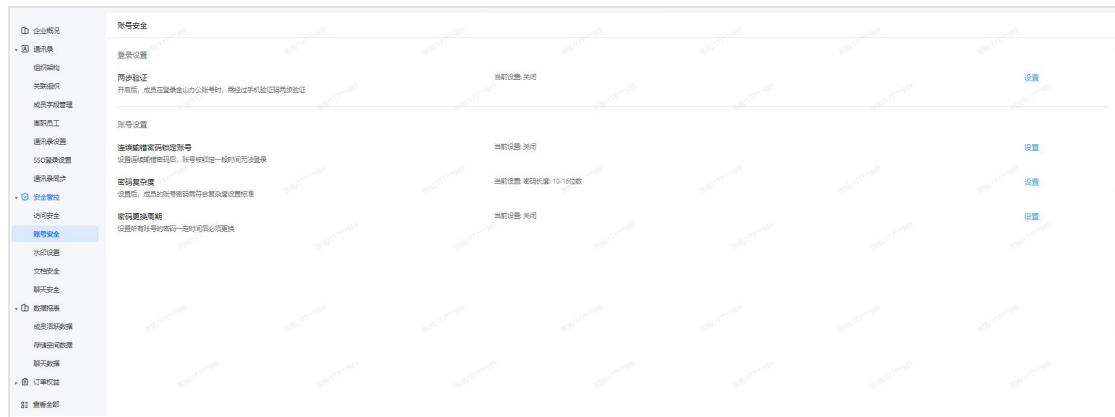 企业概况
通讯录
组织架构
关联组织
成员字段管理
离职员工
通讯录设置
SSO登录设置
通讯录同步
安全管控
访问安全
账号安全
水印设置
文档安全
聊天安全
数据报表
成员活跃数据
存储空间数据
聊天数据
订单权益
查看全部
账号安全
登录设置
两步验证
当前设置: 关闭
设置
开启后，成员在登录金山办公账号时，需经过手机验证码两步验证
账号设置
连续输错密码锁定账号
当前设置: 关闭
设置
设置连续输错密码后，账号被锁定一段时间无法登录
密码复杂度
当前设置: 密码长度: 10-16位数
设置
设置后，成员的账号密码需符合复杂度设置标准
密码更换周期
当前设置: 关闭
设置
设置所有账号的密码一定时间后必须更换